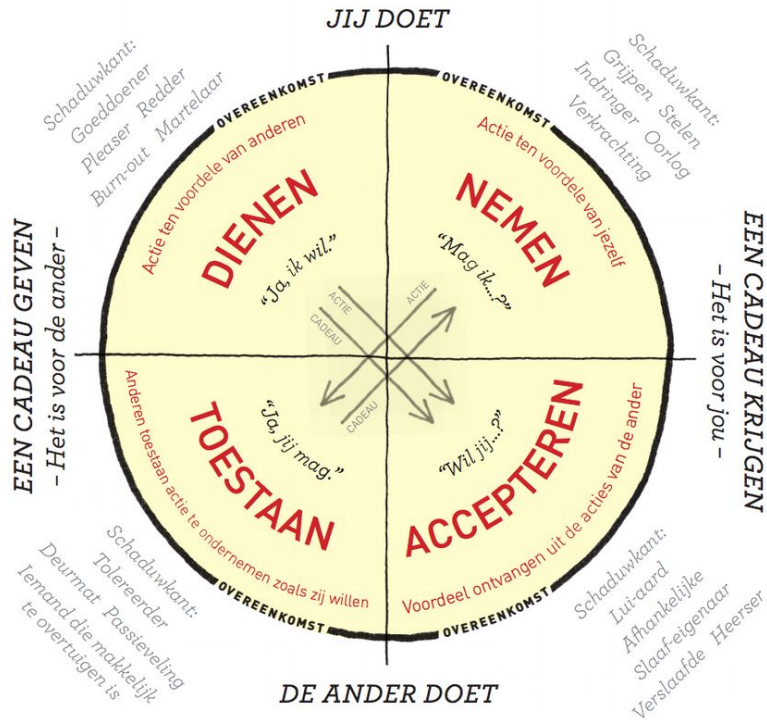 JIJ DOET
Schaduwkant:
Goeddoener
Pleaser Redder
Burn-out Martelaar
Schaduwkant:
Grijpen Stelen
Indringer Oorlog
Verkrachting
OVEREENKOMST
OVEREENKOMST
Actie ten voordele van anderen
Actie ten voordele van jezelf
DIENEN
NEMEN
“Ja, ik wil.”
“Mag ik...?”
EEN CADEAU GEVEN
– Het is voor de ander –
EEN CADEAU KRIJGEN
– Het is voor jou –
ACTIE
ACTIE
CADEAU
CADEAU
“Ja, jij mag.”
“Wil jij...?”
TOESTAAN
ACCEPTEREN
Anderen toestaan actie te ondernemen zoals zij willen
Voordeel ontvangen uit de acties van de ander
OVEREENKOMST
OVEREENKOMST
Schaduwkant:
Tolereerder
Deurmat Passieveling
Iemand die makkelijk
te overtuigen is
Schaduwkant:
Lui-aard
Afhankelijke
Slaaf-eigenaar
Verslaafde Heerser
DE ANDER DOET